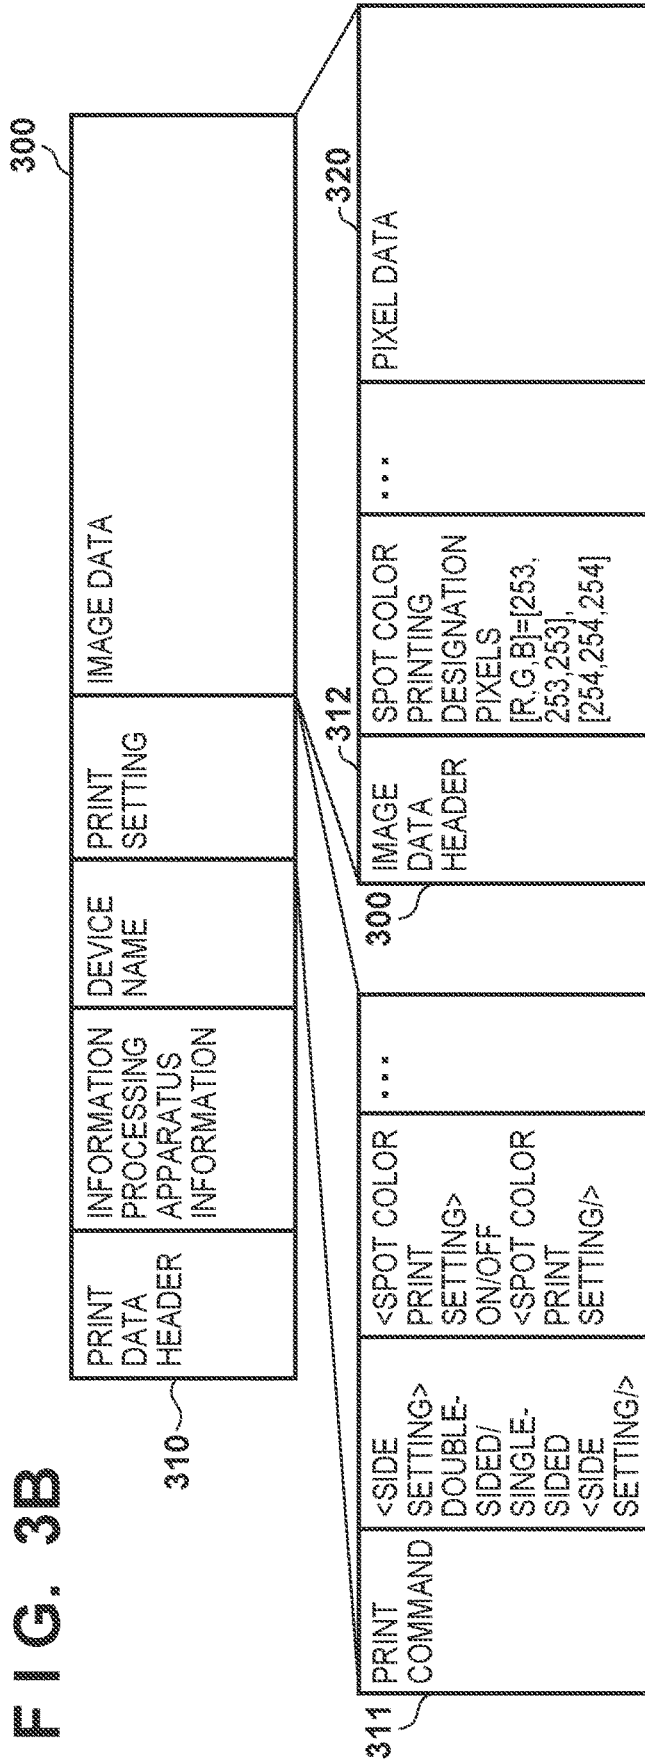 FIG. 3B
300
310
PRINT
DATA
HEADER
INFORMATION
PROCESSING
APPARATUS
INFORMATION
DEVICE
NAME
PRINT
SETTING
IMAGE DATA
311
PRINT
COMMAND
<SIDE
SETTING>
DOUBLE-
SIDED/
SINGLE-
SIDED
<SIDE
SETTING/>
<SPOT COLOR
PRINT
SETTING>
ON/OFF
<SPOT COLOR
PRINT
SETTING/>
...
300
312
320
IMAGE
DATA
HEADER
SPOT COLOR
PRINTING
DESIGNATION
PIXELS
[R,G,B]=[253,
253,253],
[254,254,254]
...
PIXEL DATA